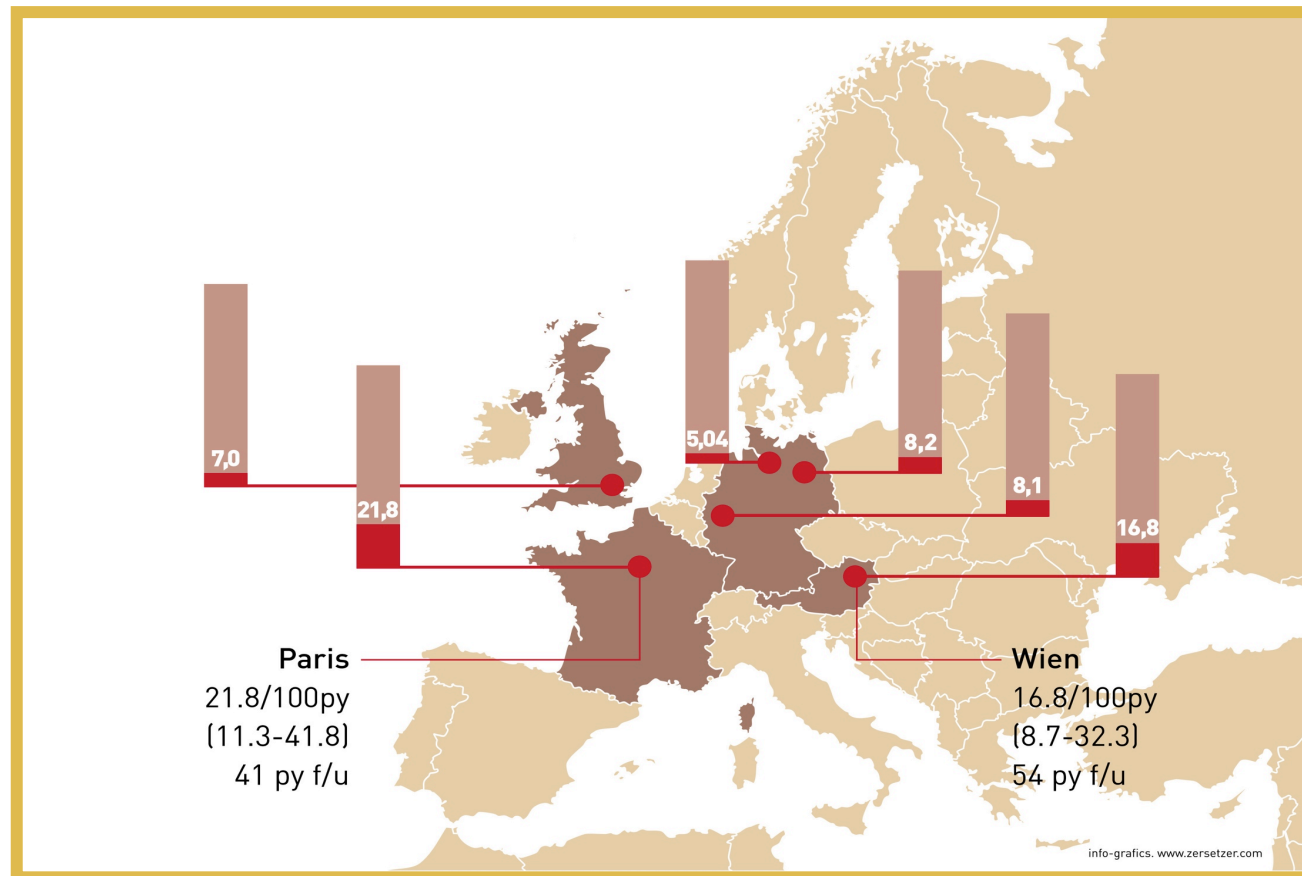 5,04
8,2
7,0
8,1
21,8
16,8
Paris
21.8/100py
(11.3-41.8)
41 py f/u
Wien
16.8/100py
(8.7-32.3)
54 py f/u
info-grafics. www.zersetzer.com